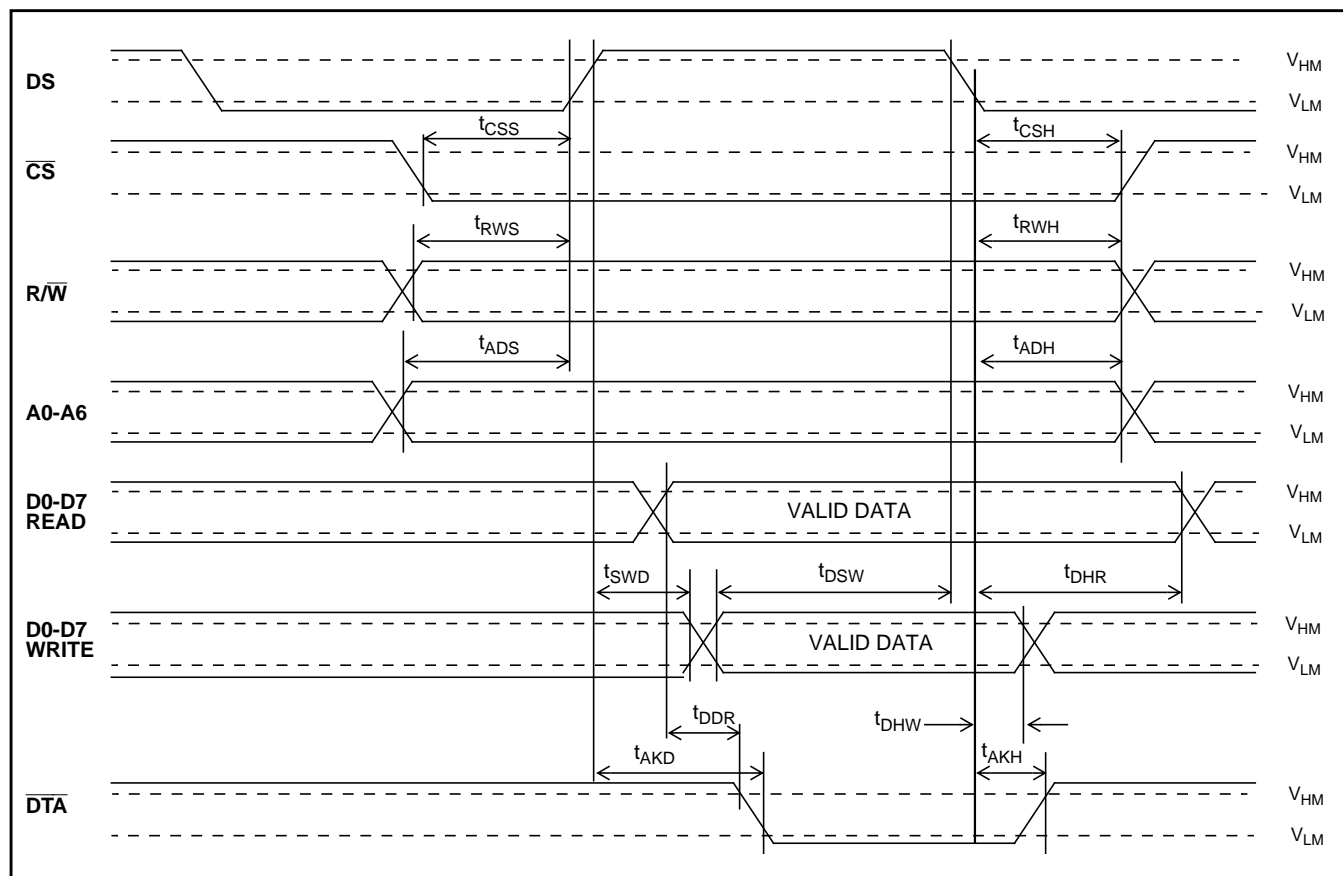 DS
V_HM
V_LM
t_CSS
t_CSH
C̅S̅
V_HM
V_LM
t_RWS
t_RWH
R/W̅
V_HM
V_LM
t_ADS
t_ADH
A0-A6
V_HM
V_LM
D0-D7
READ
VALID DATA
V_HM
V_LM
t_SWD
t_DSW
t_DHR
D0-D7
WRITE
VALID DATA
V_HM
V_LM
t_DDR
t_DHW
t_AKD
t_AKH
D̅T̅A̅
V_HM
V_LM